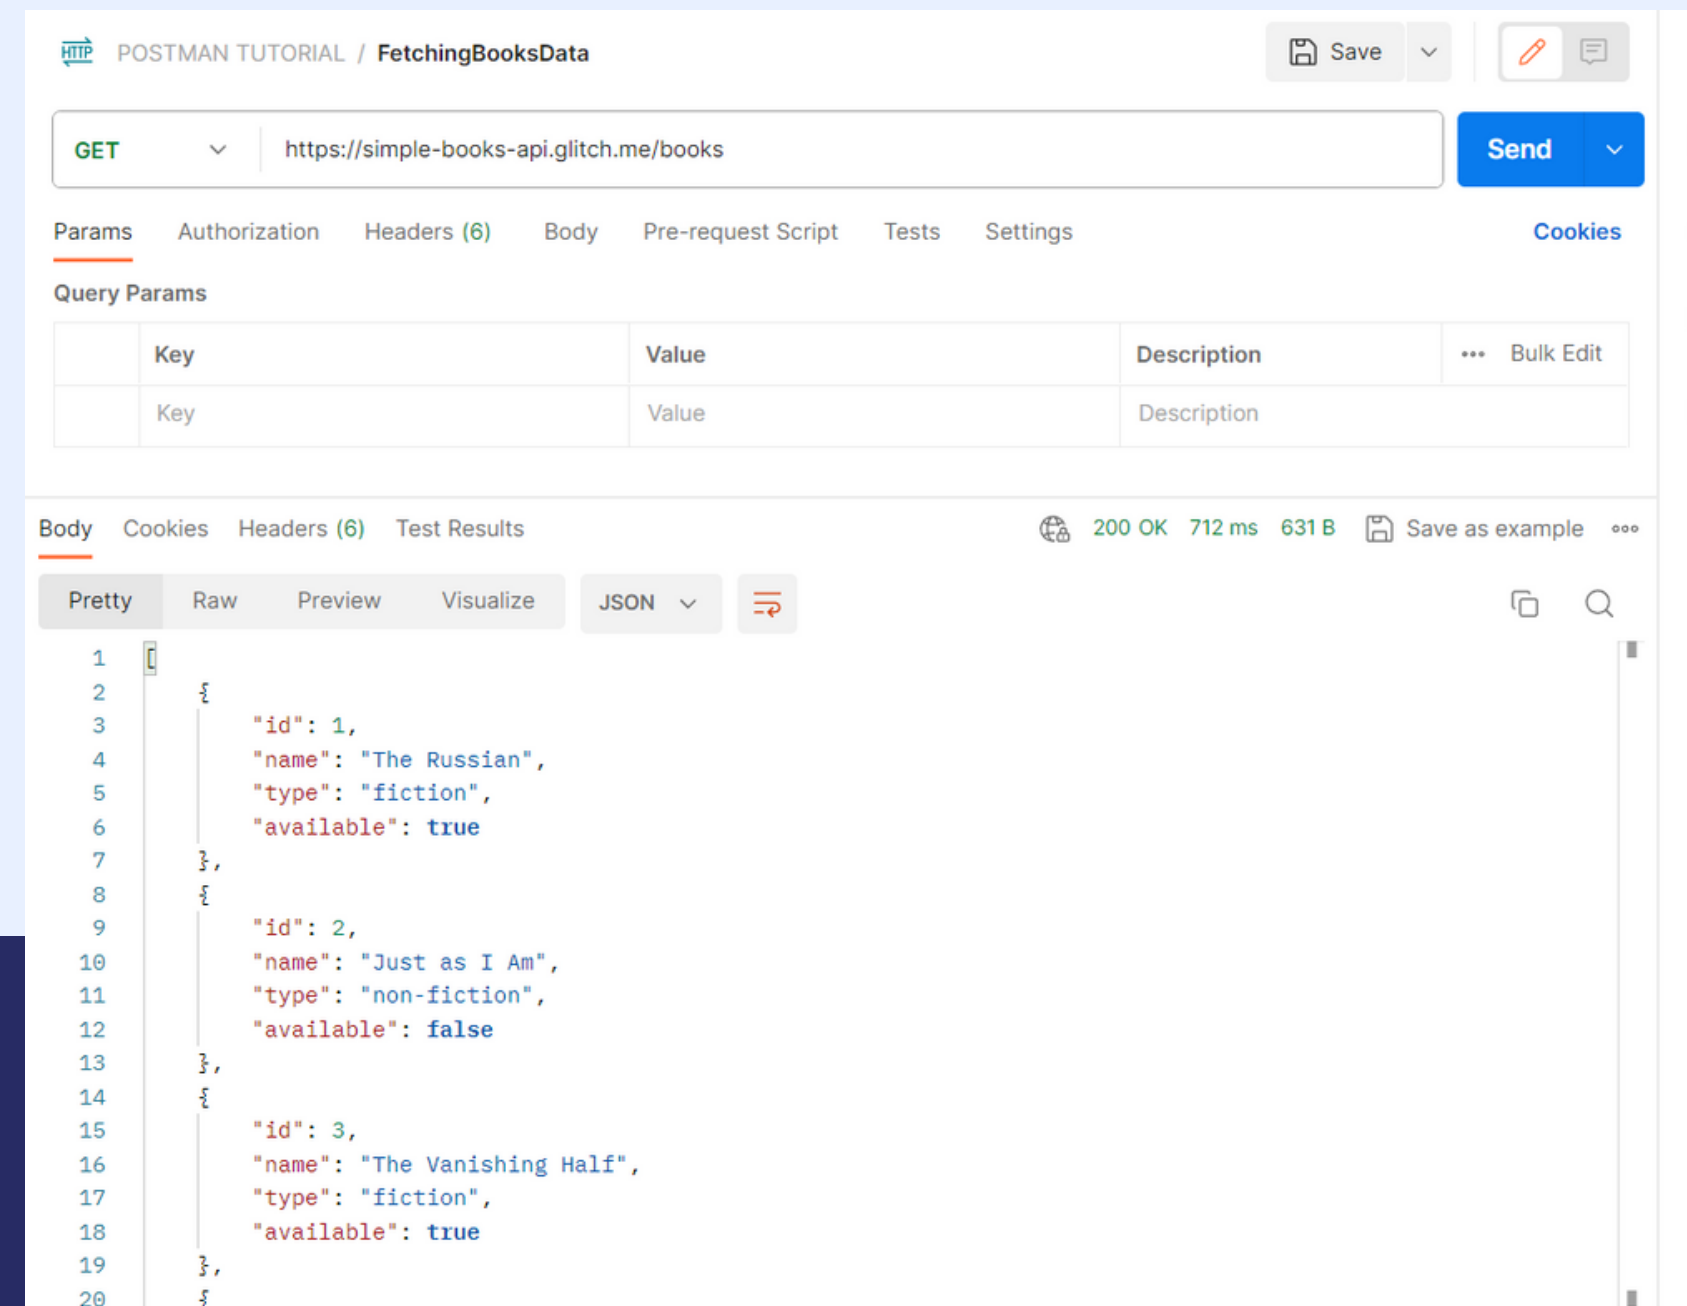 HTTP POSTMAN TUTORIAL / FetchingBooksData Save
GET https://simple-books-api.glitch.me/books Send
Params Authorization Headers (6) Body Pre-request Script Tests Settings Cookies
Query Params
Key Value Description ••• Bulk Edit
Key Value Description
Body Cookies Headers (6) Test Results 200 OK 712 ms 631 B Save as example
Pretty Raw Preview Visualize JSON
1 [
2 {
3 "id": 1,
4 "name": "The Russian",
5 "type": "fiction",
6 "available": true
7 },
8 {
9 "id": 2,
10 "name": "Just as I Am",
11 "type": "non-fiction",
12 "available": false
13 },
14 {
15 "id": 3,
16 "name": "The Vanishing Half",
17 "type": "fiction",
18 "available": true
19 },
20 {